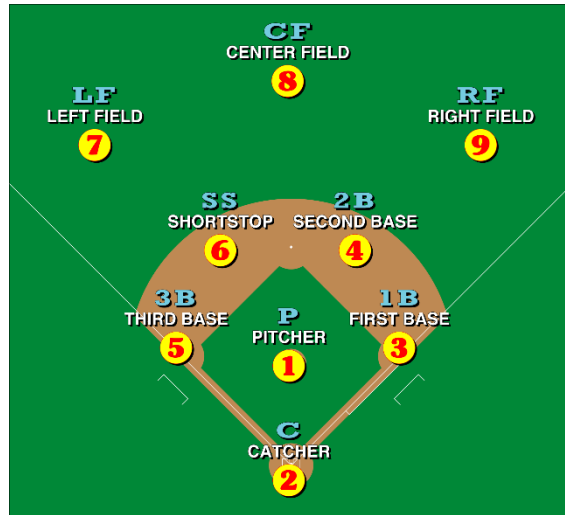 CF
CENTER FIELD
8
LF
LEFT FIELD
7
RF
RIGHT FIELD
9
SS
SHORTSTOP
6
2B
SECOND BASE
4
3B
THIRD BASE
5
P
PITCHER
1
1B
FIRST BASE
3
C
CATCHER
2